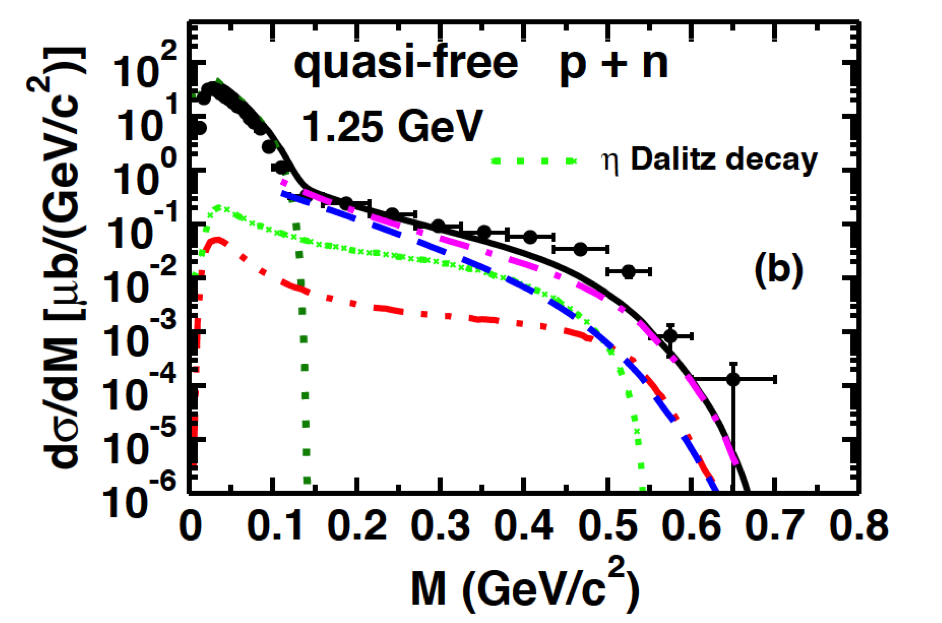 quasi-free p + n
1.25 GeV
η Dalitz decay
(b)
dσ/dM [μb/(GeV/c²)]
10²
10¹
10⁰
10⁻¹
10⁻²
10⁻³
10⁻⁴
10⁻⁵
10⁻⁶
0 0.1 0.2 0.3 0.4 0.5 0.6 0.7 0.8
M (GeV/c²)